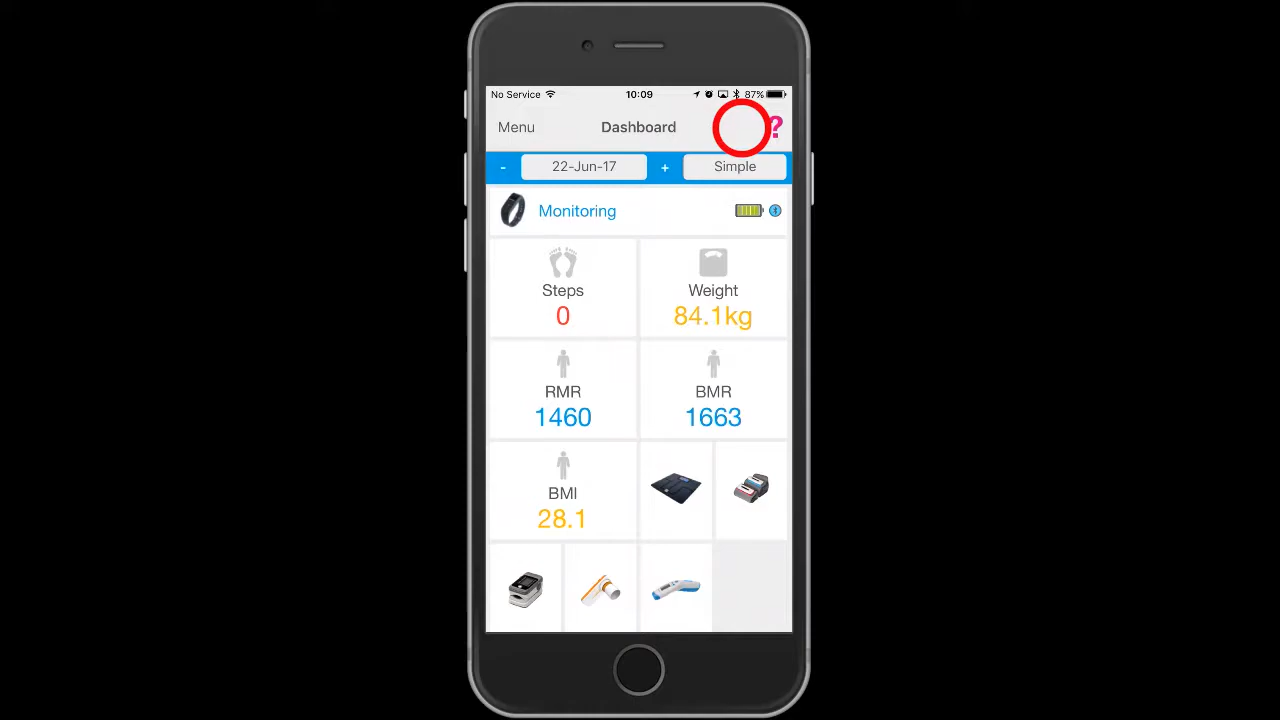 No Service 10:09 87%
Menu Dashboard ?
- 22-Jun-17 + Simple
Monitoring
Steps Weight
0 84.1kg
RMR BMR
1460 1663
BMI
28.1